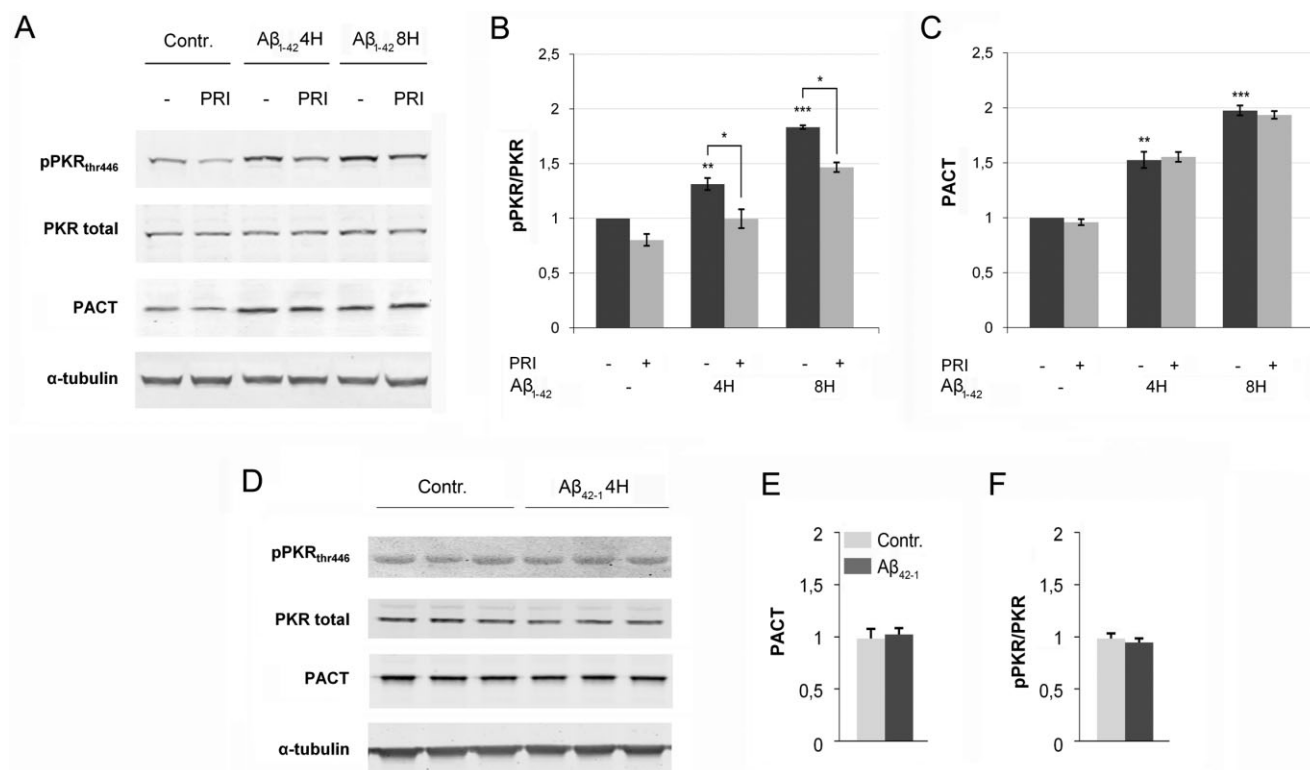 A
Contr.
Aβ1-42 4H
Aβ1-42 8H
- PRI - PRI - PRI
pPKRthr446
PKR total
PACT
α-tubulin
B
2,5
2
1,5
1
0,5
0
pPKR/PKR
**
*
***
*
PRI - + - + - +
Aβ1-42 - 4H 8H
C
2,5
2
1,5
1
0,5
0
PACT
**
***
PRI - + - + - +
Aβ1-42 - 4H 8H
D
Contr.
Aβ42-1 4H
pPKRthr446
PKR total
PACT
α-tubulin
E
2
1,5
1
0,5
0
PACT
Contr.
Aβ42-1
F
2
1,5
1
0,5
0
pPKR/PKR